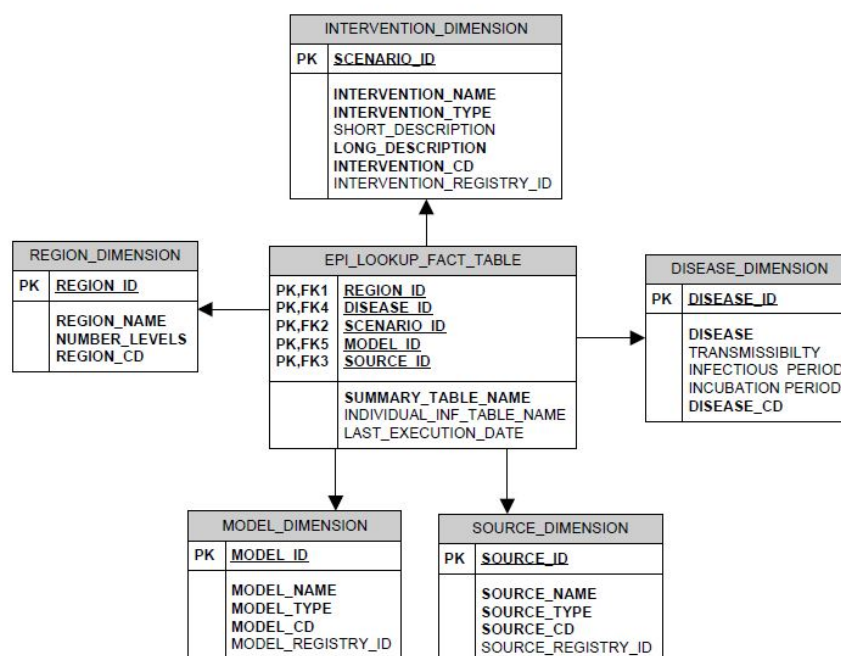 INTERVENTION_DIMENSION
PK SCENARIO_ID
INTERVENTION_NAME
INTERVENTION_TYPE
SHORT_DESCRIPTION
LONG_DESCRIPTION
INTERVENTION_CD
INTERVENTION_REGISTRY_ID
REGION_DIMENSION
PK REGION_ID
REGION_NAME
NUMBER_LEVELS
REGION_CD
EPI_LOOKUP_FACT_TABLE
PK,FK1 REGION_ID
PK,FK4 DISEASE_ID
PK,FK2 SCENARIO_ID
PK,FK5 MODEL_ID
PK,FK3 SOURCE_ID
SUMMARY_TABLE_NAME
INDIVIDUAL_INF_TABLE_NAME
LAST_EXECUTION_DATE
DISEASE_DIMENSION
PK DISEASE_ID
DISEASE
TRANSMISSIBILTY
INFECTIOUS PERIOD
INCUBATION PERIOD
DISEASE_CD
MODEL_DIMENSION
PK MODEL_ID
MODEL_NAME
MODEL_TYPE
MODEL_CD
MODEL_REGISTRY_ID
SOURCE_DIMENSION
PK SOURCE_ID
SOURCE_NAME
SOURCE_TYPE
SOURCE_CD
SOURCE_REGISTRY_ID